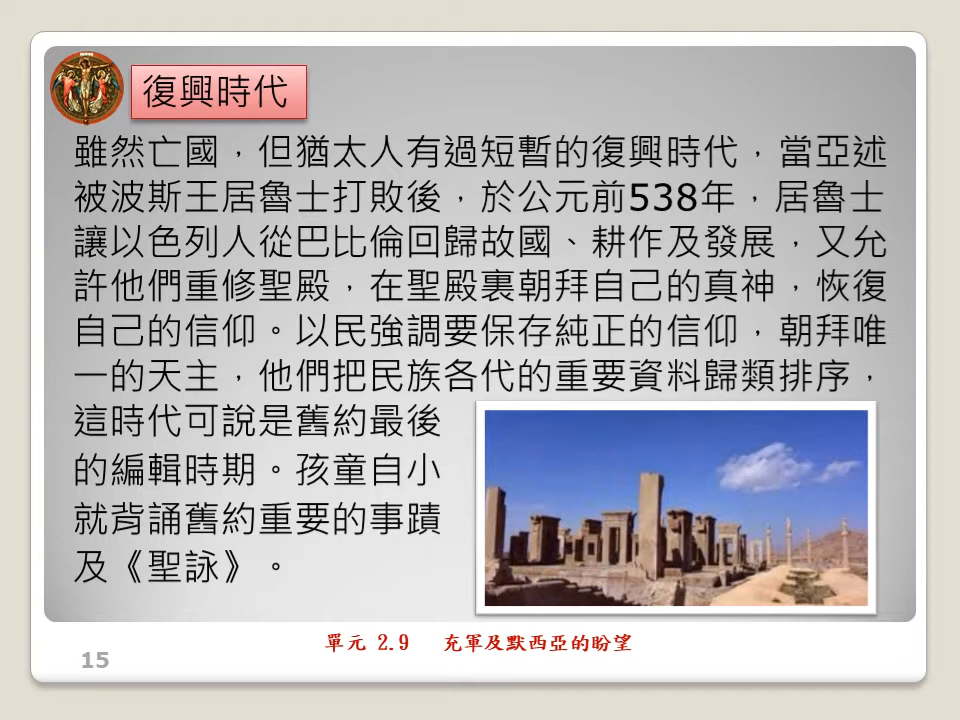 復興時代
雖然亡國，但猶太人有過短暫的復興時代，當亞述
被波斯王居魯士打敗後，於公元前538年，居魯士
讓以色列人從巴比倫回歸故國、耕作及發展，又允
許他們重修聖殿，在聖殿裏朝拜自己的真神，恢復
自己的信仰。以民強調要保存純正的信仰，朝拜唯
一的天主，他們把民族各代的重要資料歸類排序，
這時代可說是舊約最後
的編輯時期。孩童自小
就背誦舊約重要的事蹟
及《聖詠》。
單元 2.9 充軍及默西亞的盼望
15